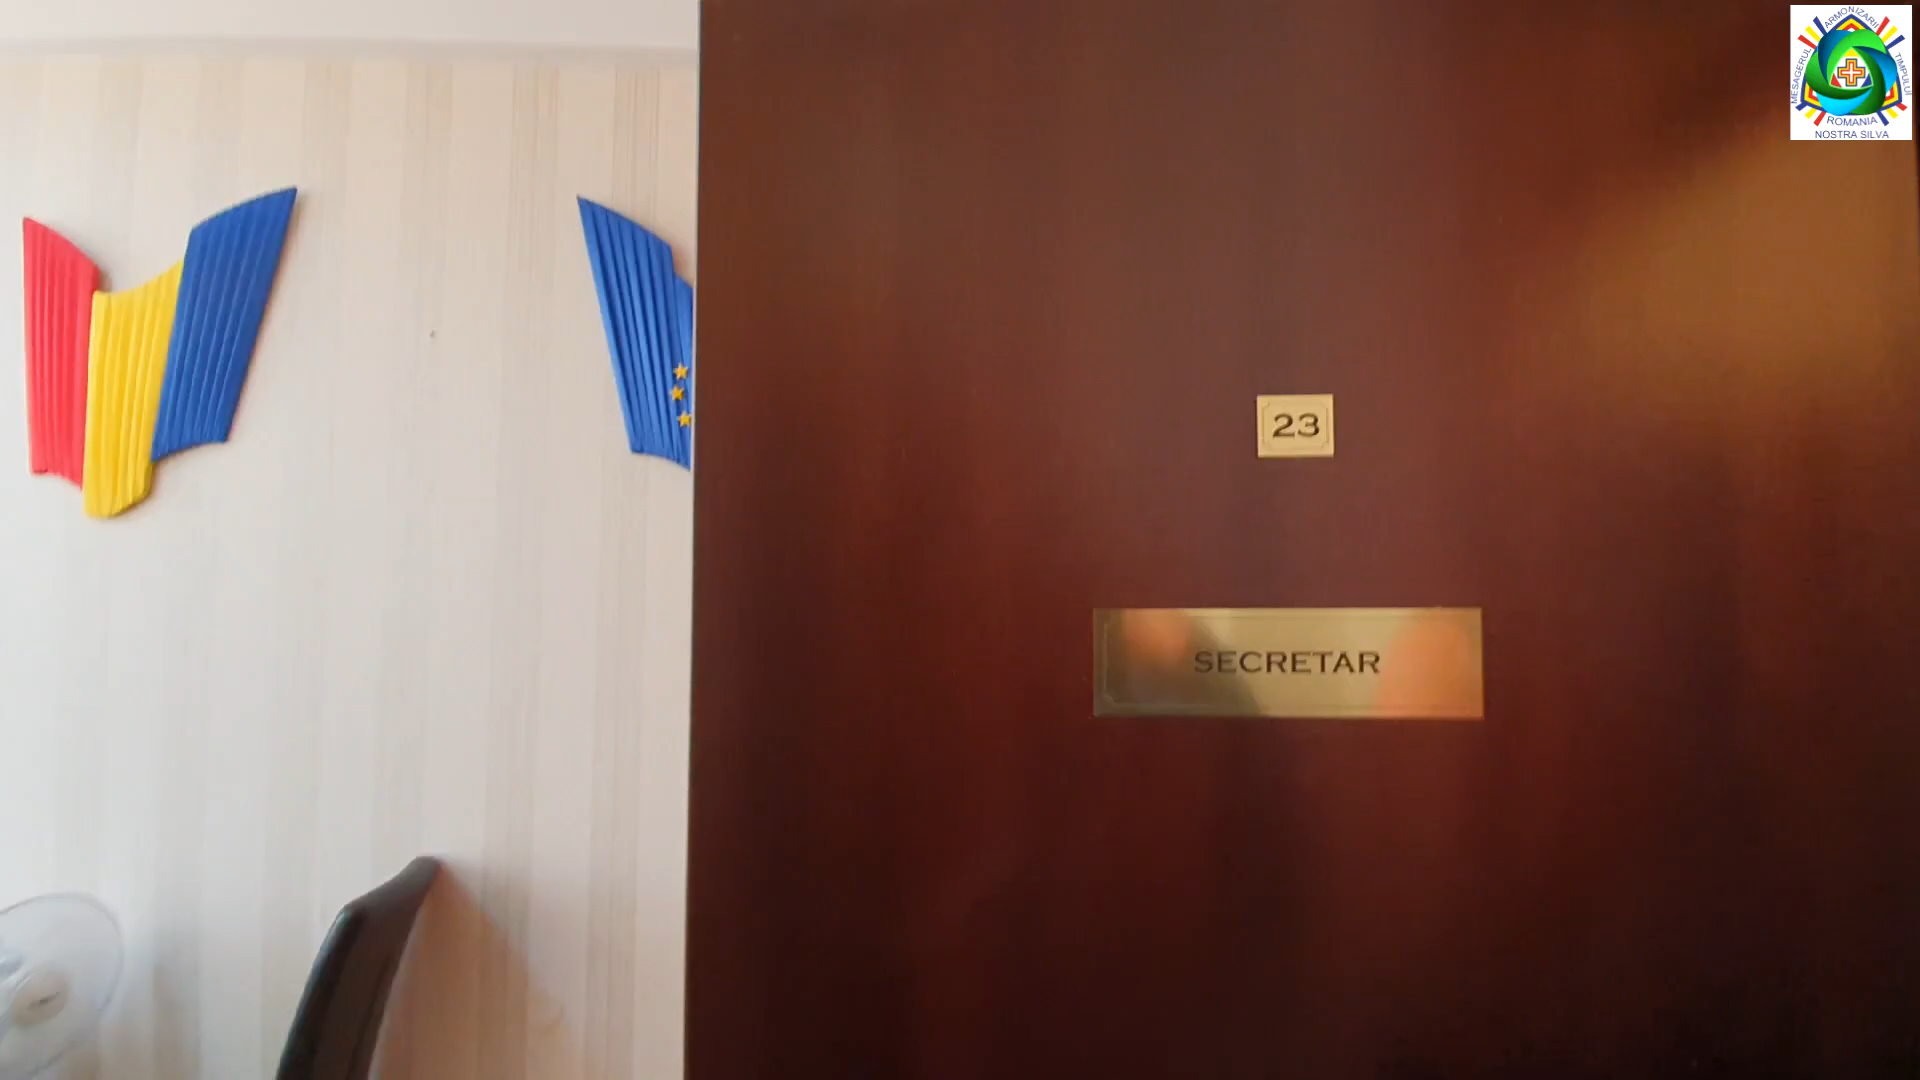 MESAGERUL ARMONIZARII TIMPULUI
ROMANIA
NOSTRA SILVA
23
SECRETAR